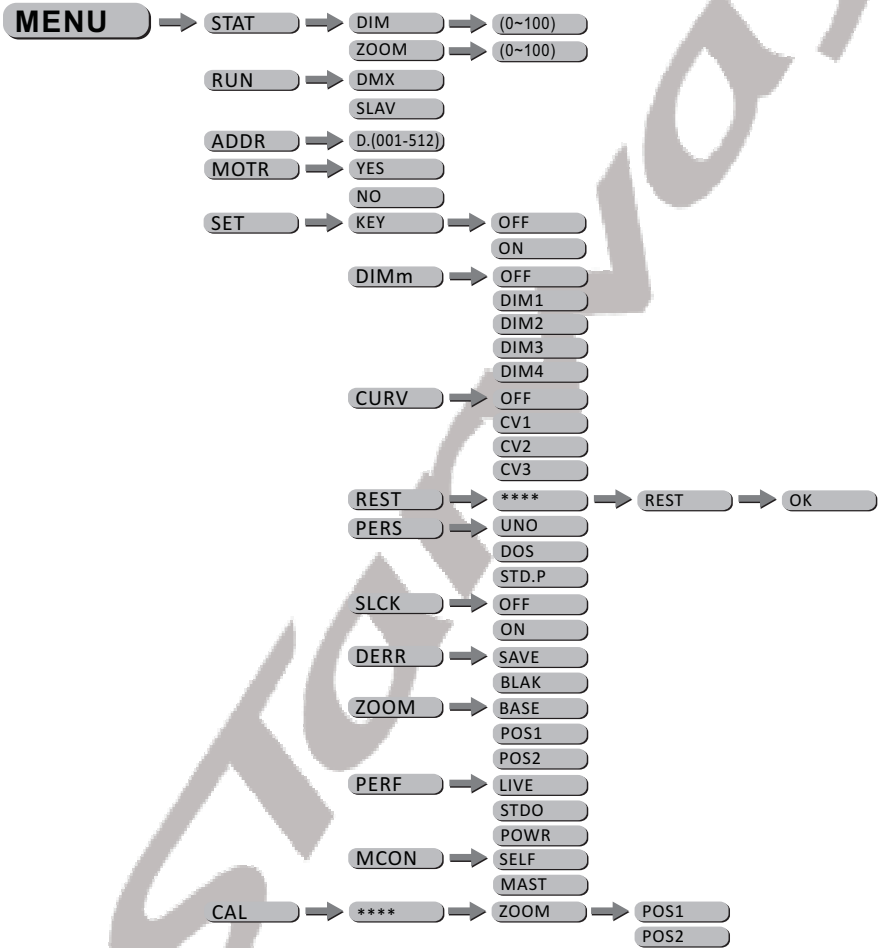 MENU STAT DIM (0~100)
ZOOM (0~100)
RUN DMX
SLAV
ADDR D.(001-512)
MOTR YES
NO
SET KEY OFF
ON
DIMm OFF
DIM1
DIM2
DIM3
DIM4
CURV OFF
CV1
CV2
CV3
REST **** REST OK
PERS UNO
DOS
STD.P
SLCK OFF
ON
DERR SAVE
BLAK
ZOOM BASE
POS1
POS2
PERF LIVE
STDO
POWR
MCON SELF
MAST
CAL **** ZOOM POS1
POS2